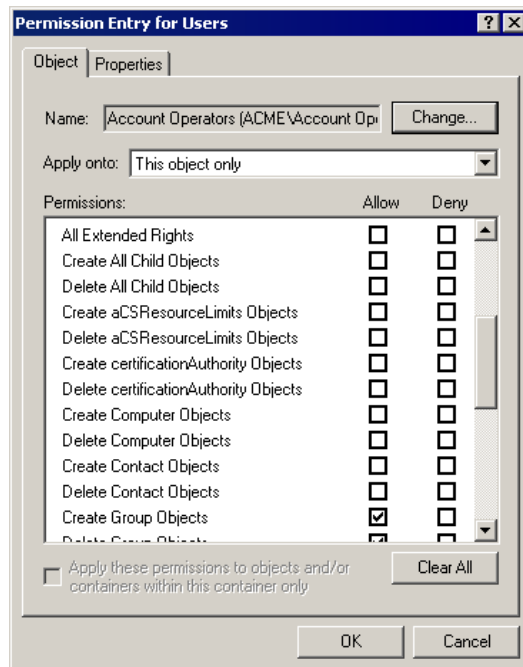 Permission Entry for Users
Object Properties
Name: Account Operators (ACME\Account Op Change...
Apply onto: This object only
Permissions: Allow Deny
All Extended Rights
Create All Child Objects
Delete All Child Objects
Create aCSResourceLimits Objects
Delete aCSResourceLimits Objects
Create certificationAuthority Objects
Delete certificationAuthority Objects
Create Computer Objects
Delete Computer Objects
Create Contact Objects
Delete Contact Objects
Create Group Objects
Delete Group Objects
Apply these permissions to objects and/or
containers within this container only
Clear All
OK Cancel